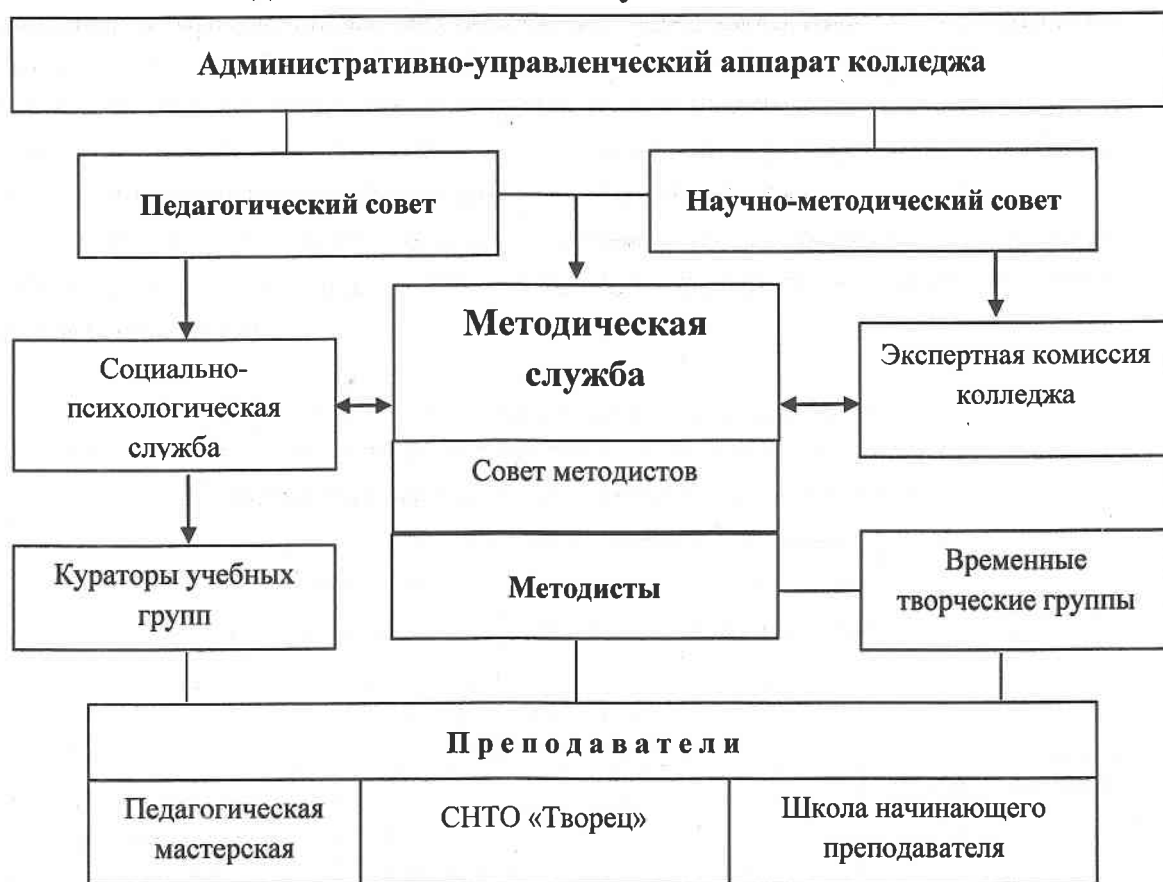 Административно-управленческий аппарат колледжа
Педагогический совет
Научно-методический совет
Методическая
служба
Социально-
психологическая
служба
Экспертная комиссия
колледжа
Совет методистов
Кураторы учебных
групп
Методисты
Временные
творческие группы
Преподаватели
Педагогическая
мастерская
СНТО «Творец»
Школа начинающего
преподавателя